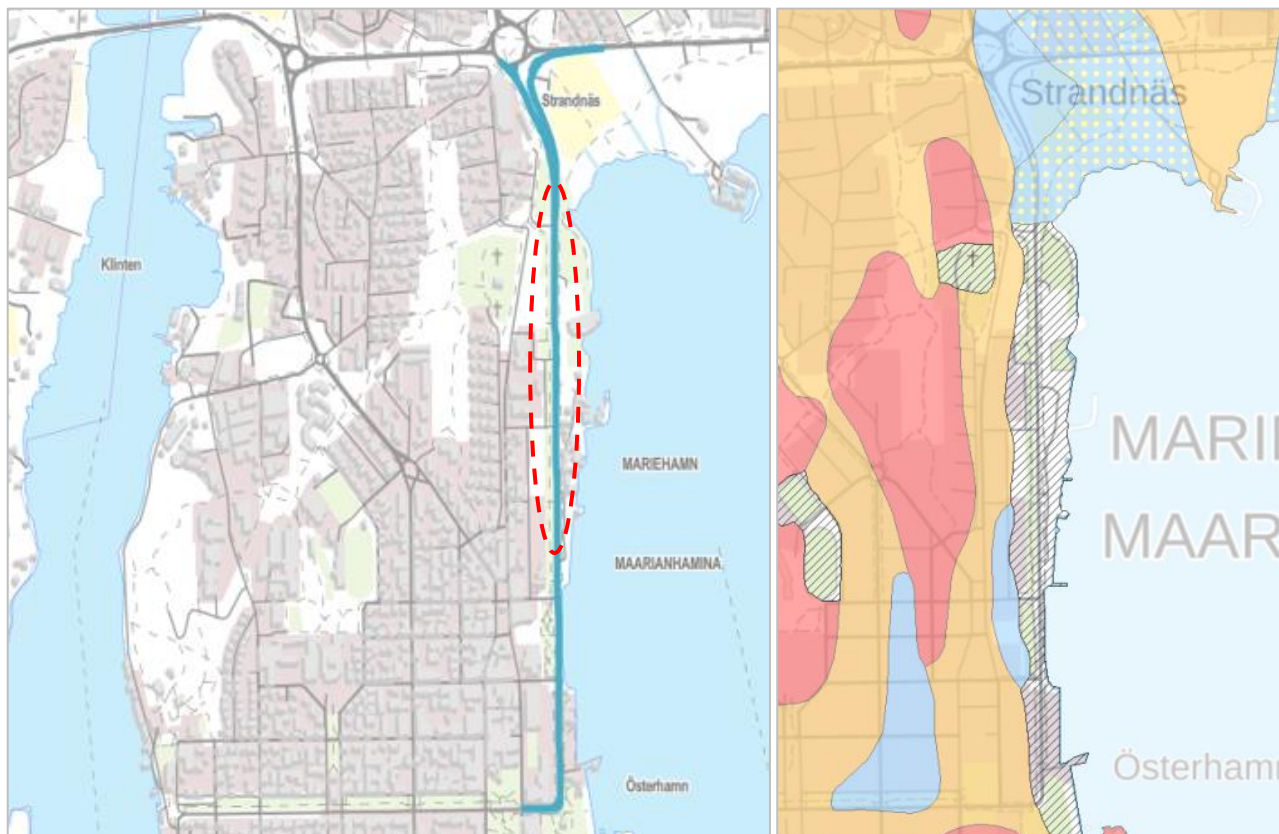 Strandnäs
Klinten
MARIEHAMN
MAARIANHAMINA
Österhamn
Strandnäs
MARI
MAAR
Österhamn